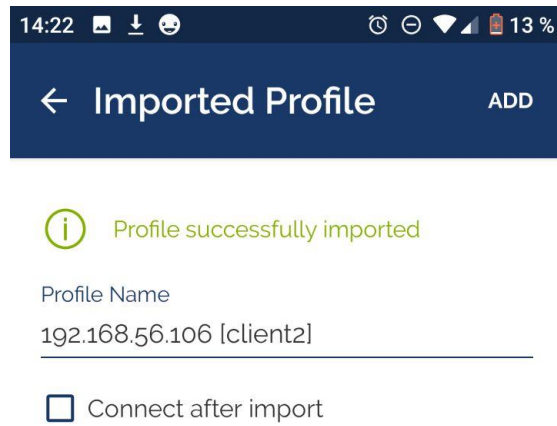 14:22 13 %
Imported Profile ADD
Profile successfully imported
Profile Name
192.168.56.106 [client2]
Connect after import